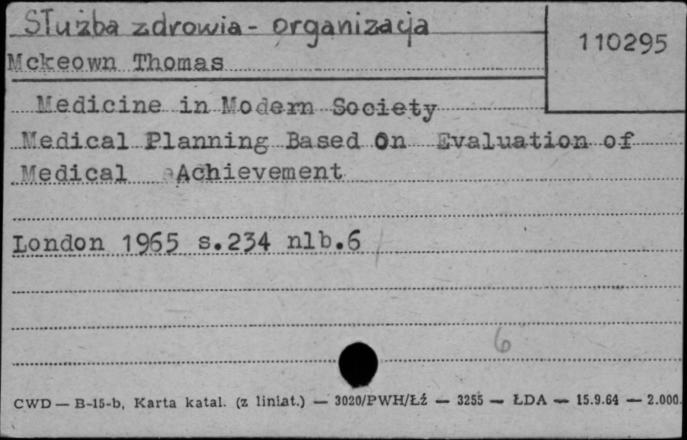 Służba zdrowia - organizacja
110295
Mckeown Thomas
Medicine in Modern Society
Medical Planning Based On Evaluation of
Medical Achievement
London 1965 s.234 nlb.6
6
CWD — B-15-b, Karta katal. (z liniat.) — 3020/PWH/Łź — 3255 — ŁDA — 15.9.64 — 2.000.